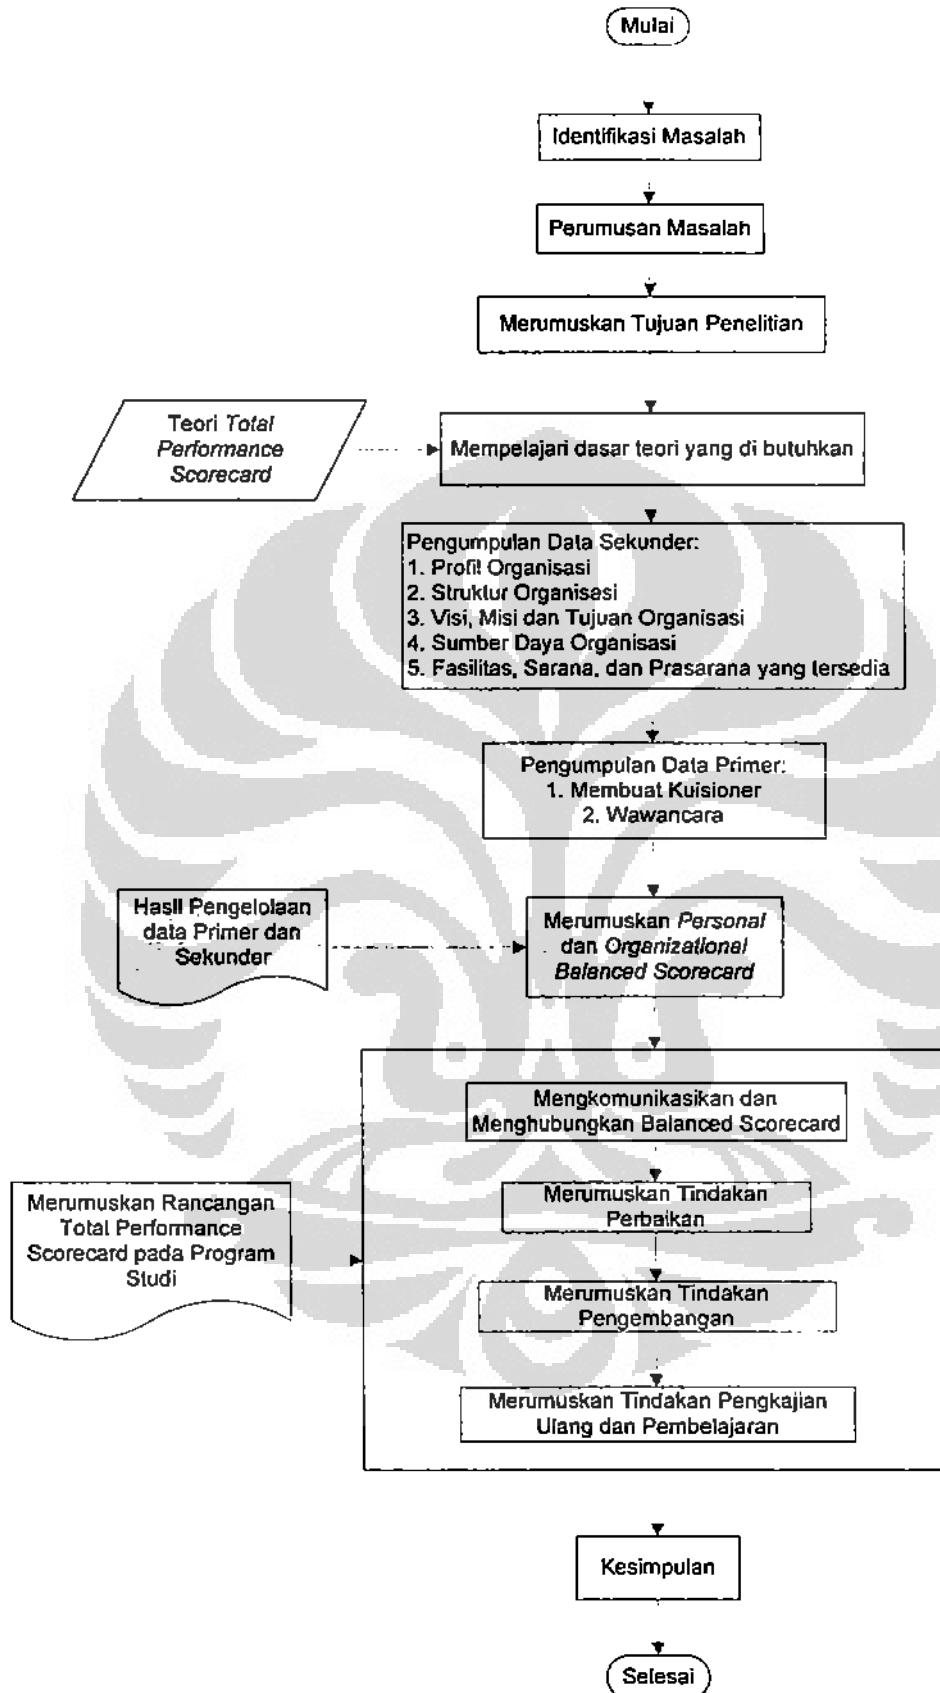 Mulai
Identifikasi Masalah
Perumusan Masalah
Merumuskan Tujuan Penelitian
Teori Total
Performance
Scorecard
Mempelajari dasar teori yang di butuhkan
Pengumpulan Data Sekunder:
1. Profil Organisasi
2. Struktur Organisasi
3. Visi, Misi dan Tujuan Organisasi
4. Sumber Daya Organisasi
5. Fasilitas, Sarana, dan Prasarana yang tersedia
Pengumpulan Data Primer:
1. Membuat Kuisioner
2. Wawancara
Hasil Pengelolaan
data Primer dan
Sekunder
Merumuskan Personal
dan Organizational
Balanced Scorecard
Mengkomunikasikan dan
Menghubungkan Balanced Scorecard
Merumuskan Rancangan
Total Performance
Scorecard pada Program
Studi
Merumuskan Tindakan
Perbaikan
Merumuskan Tindakan
Pengembangan
Merumuskan Tindakan Pengkajian
Ulang dan Pembelajaran
Kesimpulan
Selesai